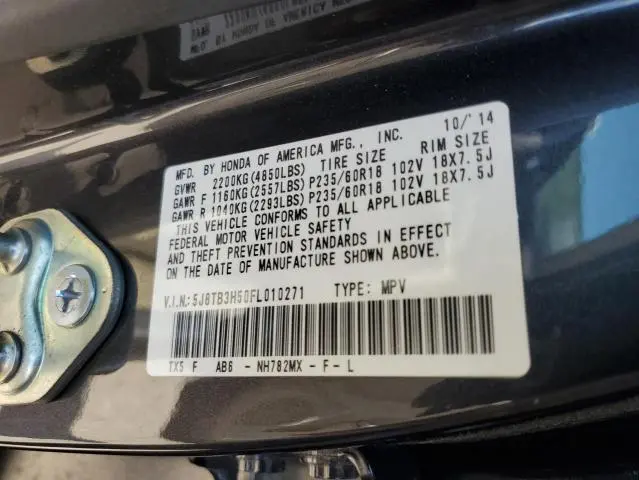 10/'14
MFD. BY HONDA OF AMERICA MFG., INC.
GVWR 2200KG(4850LBS) TIRE SIZE RIM SIZE
GAWR F 1160KG(2557LBS) P235/60R18 102V 18X7.5J
GAWR R 1040KG(2293LBS) P235/60R18 102V 18X7.5J
THIS VEHICLE CONFORMS TO ALL APPLICABLE
FEDERAL MOTOR VEHICLE SAFETY
AND THEFT PREVENTION STANDARDS IN EFFECT
ON THE DATE OF MANUFACTURE SHOWN ABOVE.
V.I.N.: 5J8TB3H50FL010271 TYPE: MPV
TX5 F AB6 - NH782MX - F - L